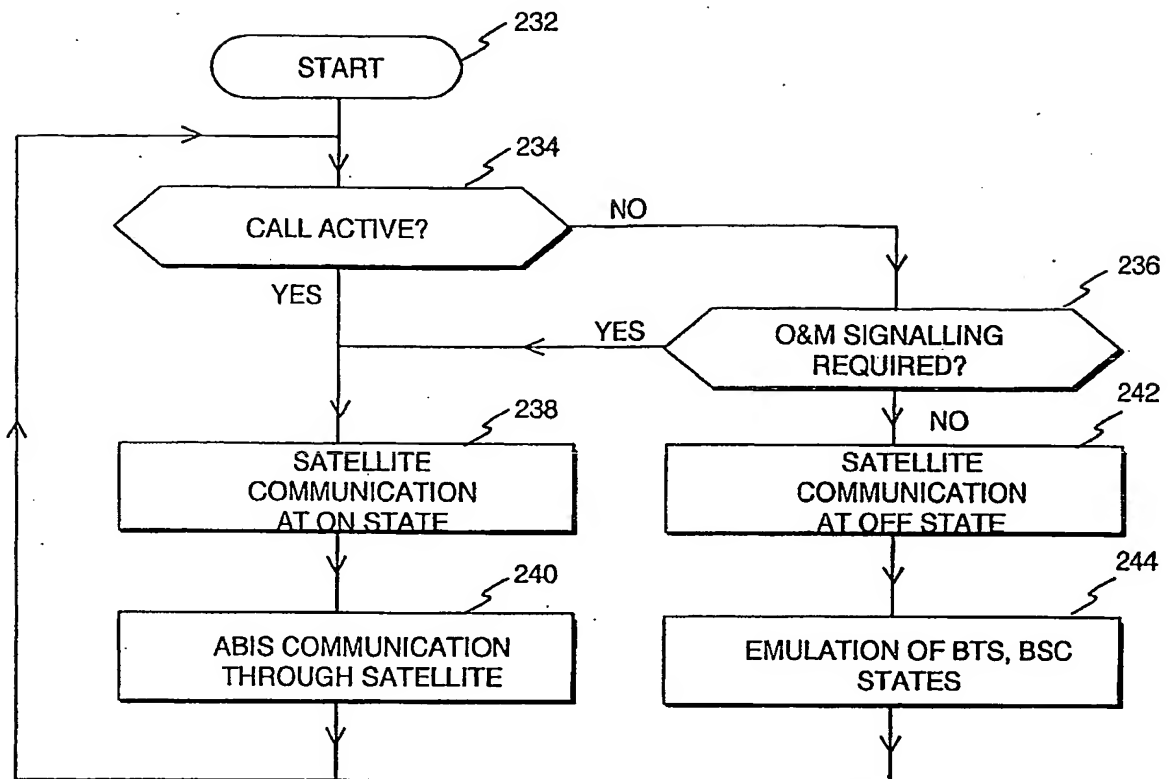 232
START
234
CALL ACTIVE?
NO
YES
236
YES
O&M SIGNALLING
REQUIRED?
238
242
NO
SATELLITE
COMMUNICATION
AT ON STATE
SATELLITE
COMMUNICATION
AT OFF STATE
240
244
ABIS COMMUNICATION
THROUGH SATELLITE
EMULATION OF BTS, BSC
STATES